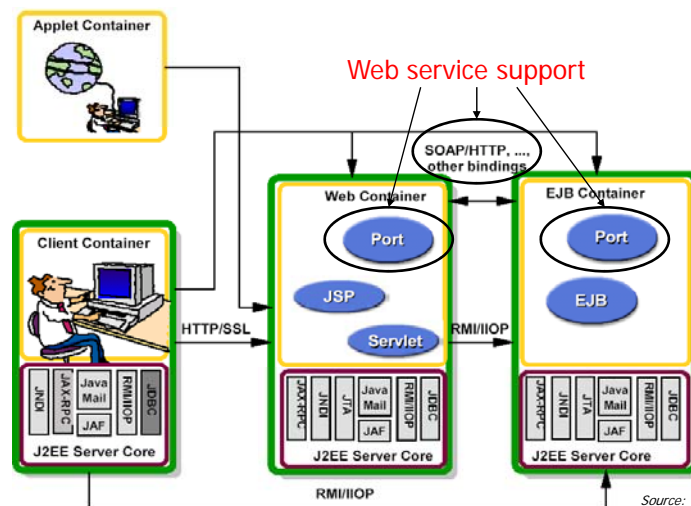 Applet Container
Web service support
SOAP/HTTP, ...,
other bindings
Client Container
HTTP/SSL
JNDI
JAX-RPC
Java
Mail
JAF
RMI/IIOP
JDBC
J2EE Server Core
Web Container
Port
JSP
Servlet
RMI/IIOP
JAX-RPC
JNDI
JTA
Java
Mail
JAF
RMI/IIOP
JDBC
J2EE Server Core
EJB Container
Port
EJB
JAX-RPC
JNDI
JTA
Java
Mail
JAF
RMI/IIOP
JDBC
J2EE Server Core
RMI/IIOP
Source: